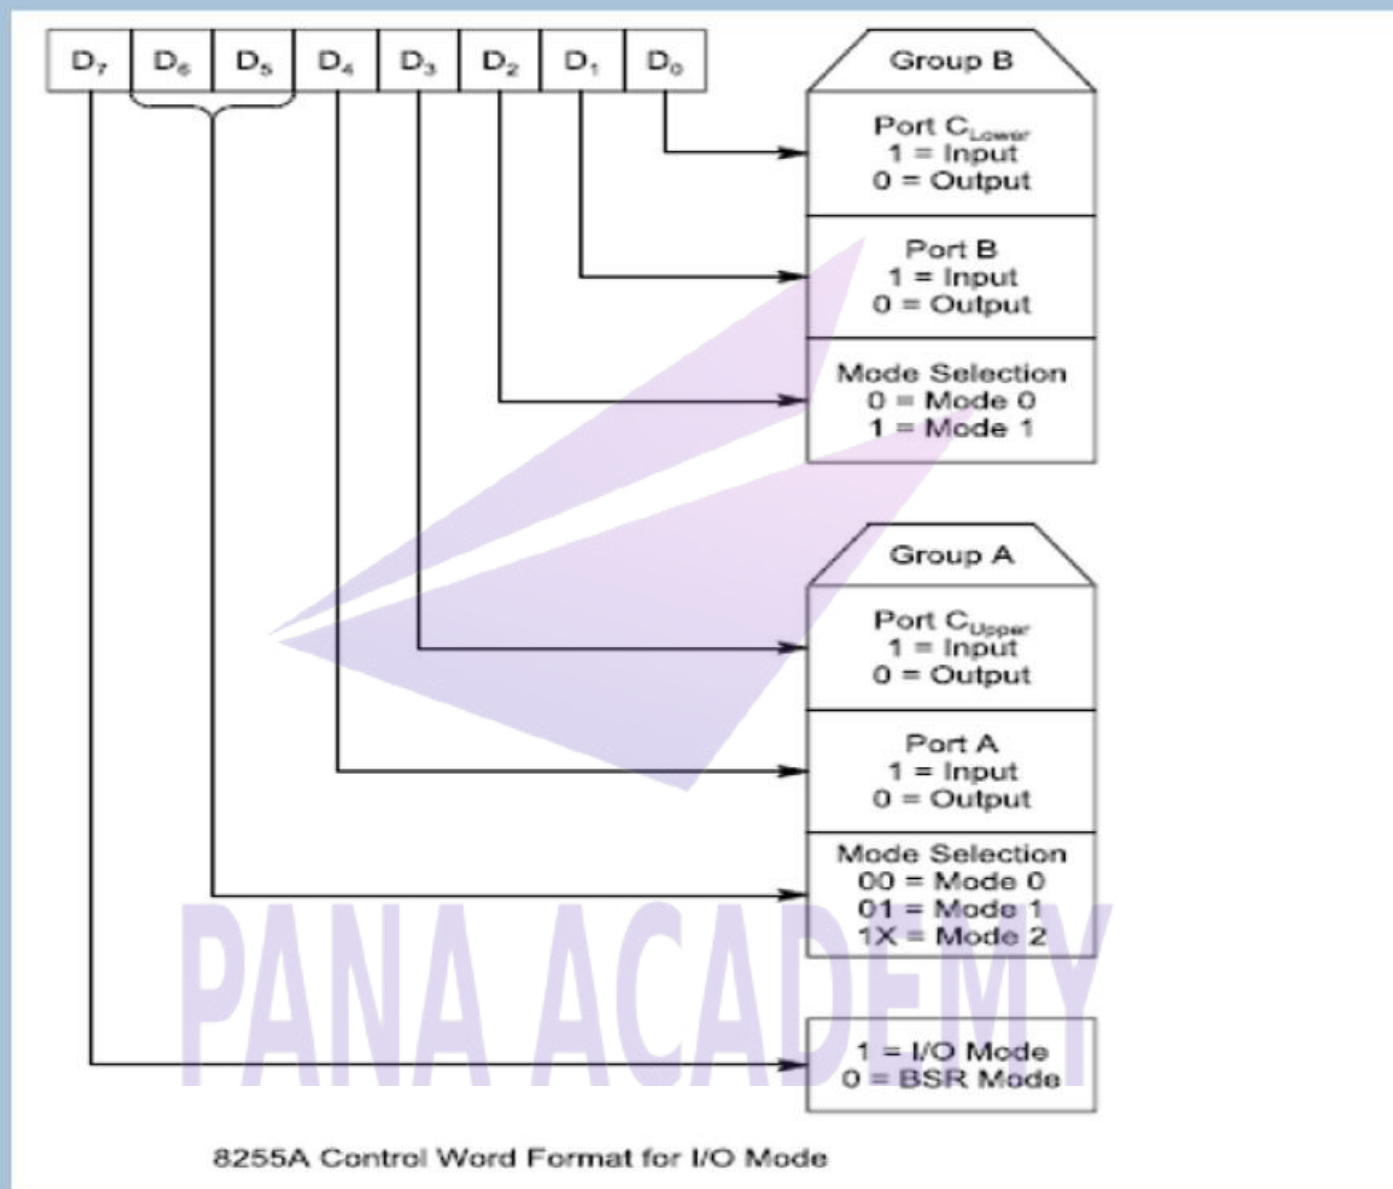 D₇ D₆ D₅ D₄ D₃ D₂ D₁ D₀
Group B
Port C_Lower
1 = Input
0 = Output
Port B
1 = Input
0 = Output
Mode Selection
0 = Mode 0
1 = Mode 1
Group A
Port C_Upper
1 = Input
0 = Output
Port A
1 = Input
0 = Output
Mode Selection
00 = Mode 0
01 = Mode 1
1X = Mode 2
PANA ACADEMY
1 = I/O Mode
0 = BSR Mode
8255A Control Word Format for I/O Mode